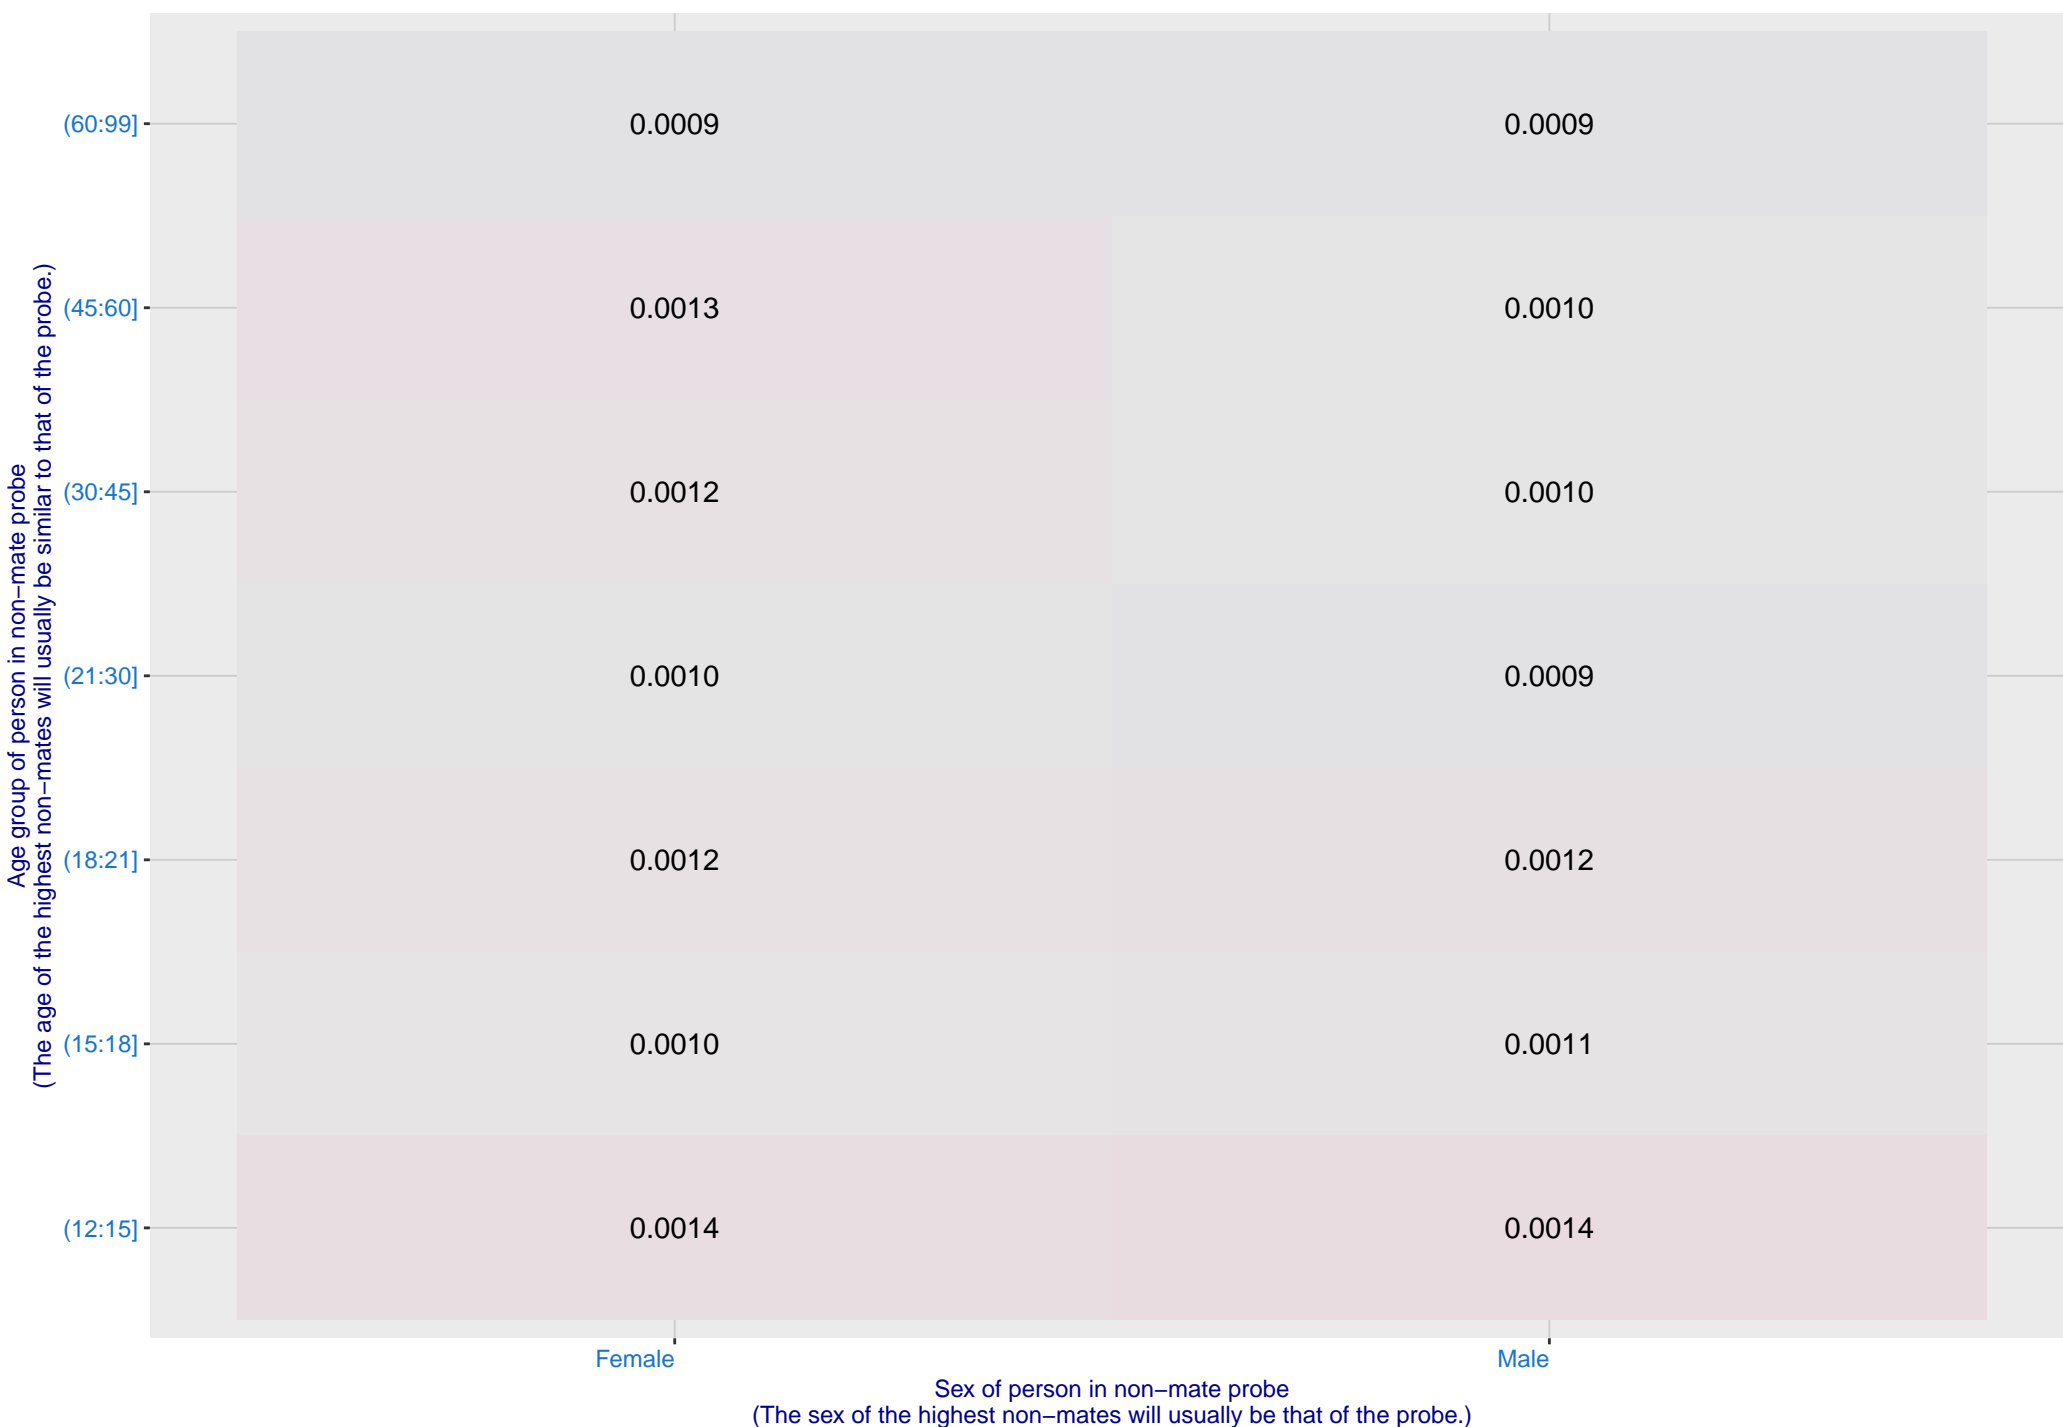 Age group of person in non−mate probe
(The age of the highest non−mates will usually be similar to that of the probe.)
(60:99] 0.0009 0.0009
(45:60] 0.0013 0.0010
(30:45] 0.0012 0.0010
(21:30] 0.0010 0.0009
(18:21] 0.0012 0.0012
(15:18] 0.0010 0.0011
(12:15] 0.0014 0.0014
Female Male
Sex of person in non−mate probe
(The sex of the highest non−mates will usually be that of the probe.)